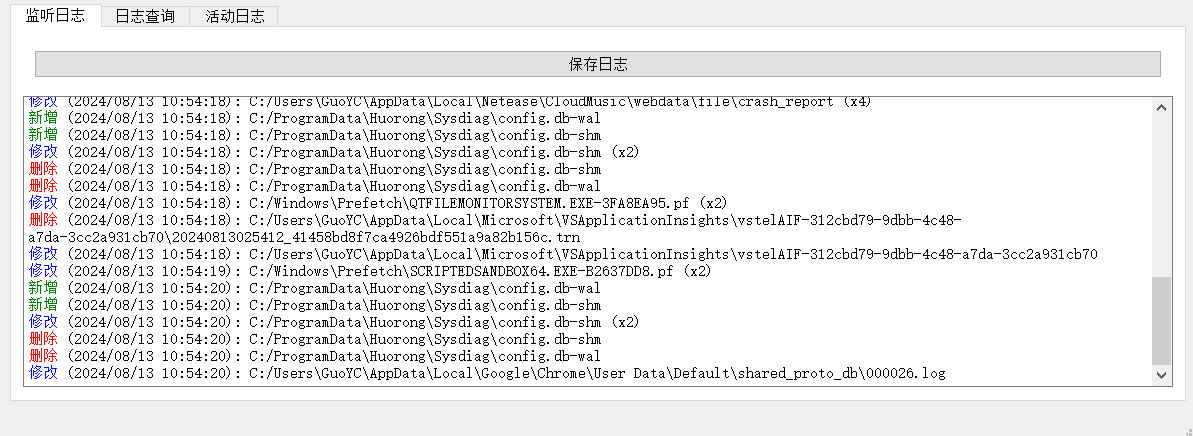 监听日志 日志查询 活动日志
保存日志
修改 (2024/08/13 10:54:18): C:/Users\GuoYC\AppData\Local\Netease\CloudMusic\webdata\file\crash_report (x4)
新增 (2024/08/13 10:54:18): C:/ProgramData\Huorong\Sysdiag\config.db-wal
新增 (2024/08/13 10:54:18): C:/ProgramData\Huorong\Sysdiag\config.db-shm
修改 (2024/08/13 10:54:18): C:/ProgramData\Huorong\Sysdiag\config.db-shm (x2)
删除 (2024/08/13 10:54:18): C:/ProgramData\Huorong\Sysdiag\config.db-shm
删除 (2024/08/13 10:54:18): C:/ProgramData\Huorong\Sysdiag\config.db-wal
修改 (2024/08/13 10:54:18): C:/Windows\Prefetch\QTFILEMONITORSYSTEM.EXE-3FA8EA95.pf (x2)
删除 (2024/08/13 10:54:18): C:/Users\GuoYC\AppData\Local\Microsoft\VSApplicationInsights\vstelAIF-312cbd79-9dbb-4c48-
a7da-3cc2a931cb70\20240813025412_41458bd8f7ca4926bdf551a9a82b156c.trn
修改 (2024/08/13 10:54:18): C:/Users\GuoYC\AppData\Local\Microsoft\VSApplicationInsights\vstelAIF-312cbd79-9dbb-4c48-a7da-3cc2a931cb70
修改 (2024/08/13 10:54:19): C:/Windows\Prefetch\SCRIPTEDSANDBOX64.EXE-B2637DD8.pf (x2)
新增 (2024/08/13 10:54:20): C:/ProgramData\Huorong\Sysdiag\config.db-wal
新增 (2024/08/13 10:54:20): C:/ProgramData\Huorong\Sysdiag\config.db-shm
修改 (2024/08/13 10:54:20): C:/ProgramData\Huorong\Sysdiag\config.db-shm (x2)
删除 (2024/08/13 10:54:20): C:/ProgramData\Huorong\Sysdiag\config.db-shm
删除 (2024/08/13 10:54:20): C:/ProgramData\Huorong\Sysdiag\config.db-wal
修改 (2024/08/13 10:54:20): C:/Users\GuoYC\AppData\Local\Google\Chrome\User Data\Default\shared_proto_db\000026.log